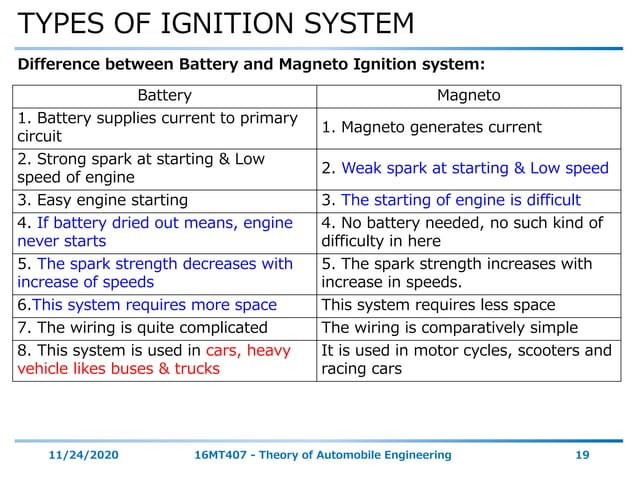 TYPES OF IGNITION SYSTEM
Difference between Battery and Magneto Ignition system:
Battery
Magneto
1. Battery supplies current to primary
circuit
1. Magneto generates current
2. Strong spark at starting & Low
speed of engine
2. Weak spark at starting & Low speed
3. Easy engine starting
3. The starting of engine is difficult
4. If battery dried out means, engine
never starts
4. No battery needed, no such kind of
difficulty in here
5. The spark strength decreases with
increase of speeds
5. The spark strength increases with
increase in speeds.
6.This system requires more space
This system requires less space
7. The wiring is quite complicated
The wiring is comparatively simple
8. This system is used in cars, heavy
vehicle likes buses & trucks
It is used in motor cycles, scooters and
racing cars
11/24/2020
16MT407 - Theory of Automobile Engineering
19